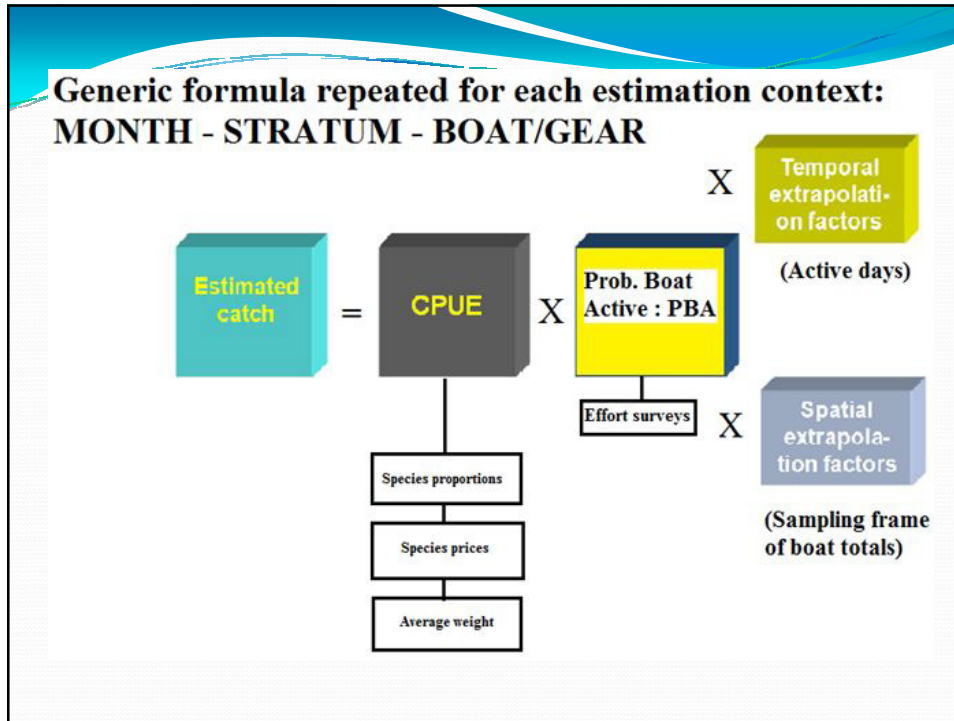 Generic formula repeated for each estimation context:
MONTH - STRATUM - BOAT/GEAR
Estimated
catch
=
CPUE
X
Prob. Boat
Active : PBA
X
Temporal
extrapolati-
on factors
(Active days)
Effort surveys
X
Spatial
extrapola-
tion factors
(Sampling frame
of boat totals)
Species proportions
Species prices
Average weight